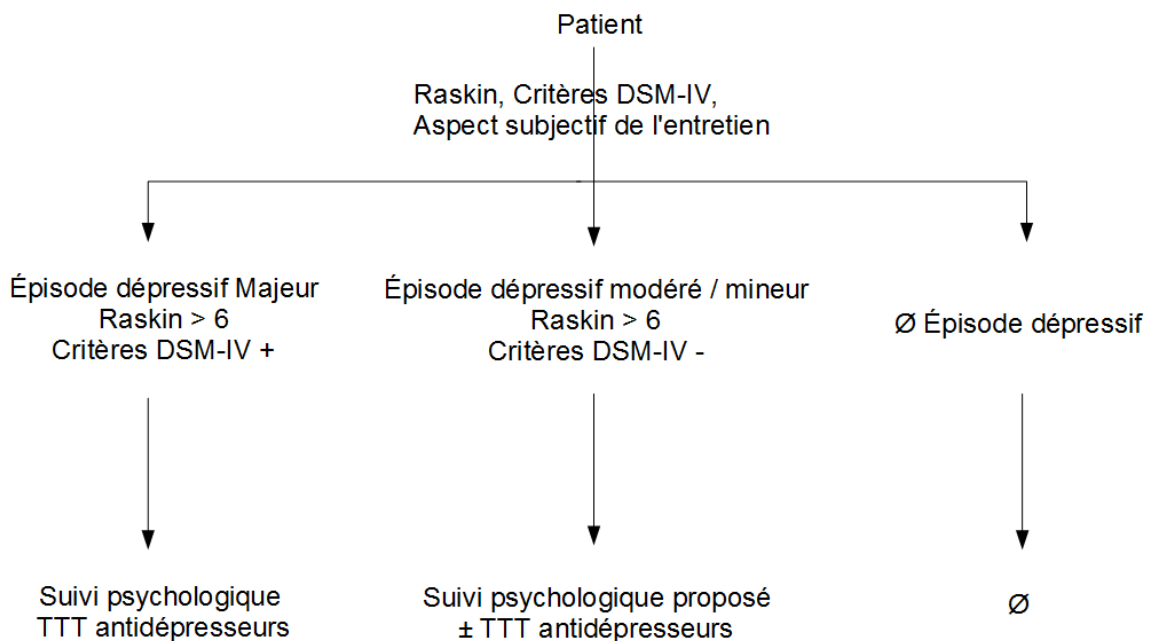 Patient
Raskin, Critères DSM-IV,
Aspect subjectif de l'entretien
Épisode dépressif Majeur
Raskin > 6
Critères DSM-IV +
Épisode dépressif modéré / mineur
Raskin > 6
Critères DSM-IV -
Ø Épisode dépressif
Suivi psychologique
TTT antidépresseurs
Suivi psychologique proposé
± TTT antidépresseurs
Ø